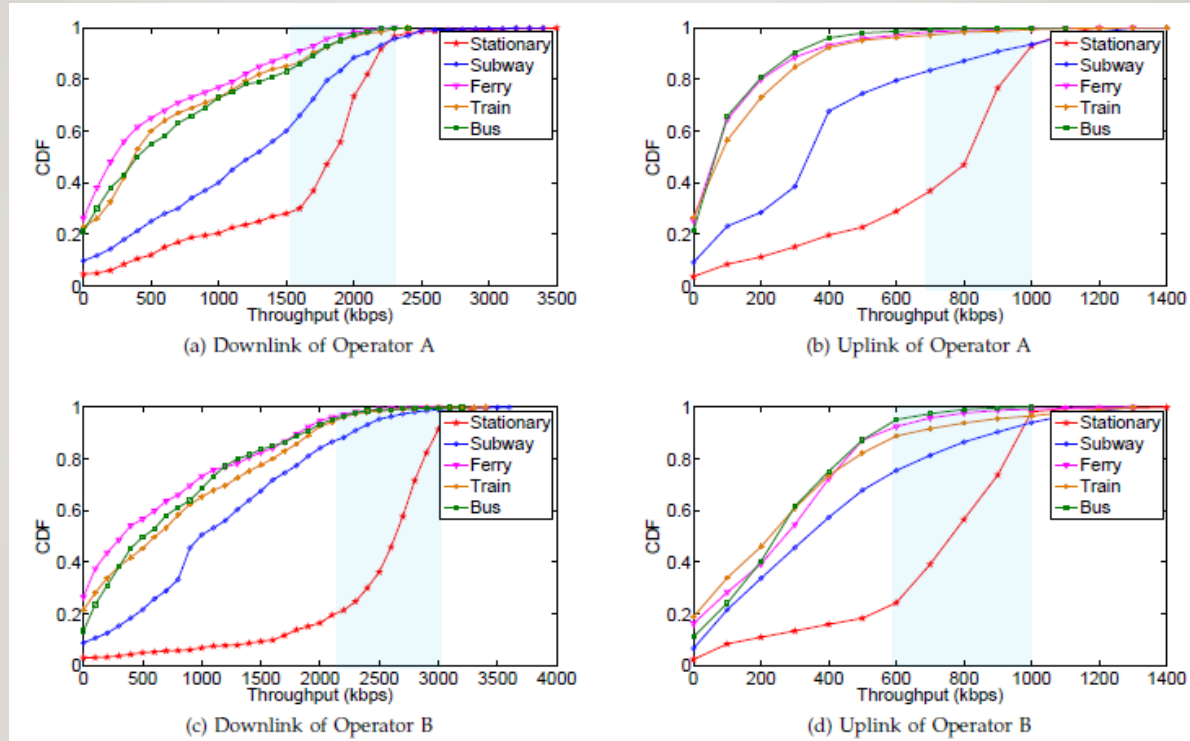 1
0.8
0.6
0.4
0.2
0
CDF
0 500 1000 1500 2000 2500 3000 3500
Throughput (kbps)
Stationary
Subway
Ferry
Train
Bus
(a) Downlink of Operator A
1
0.8
0.6
0.4
0.2
0
CDF
0 200 400 600 800 1000 1200 1400
Throughput (kbps)
Stationary
Subway
Ferry
Train
Bus
(b) Uplink of Operator A
1
0.8
0.6
0.4
0.2
0
CDF
0 500 1000 1500 2000 2500 3000 3500 4000
Throughput (kbps)
Stationary
Subway
Ferry
Train
Bus
(c) Downlink of Operator B
1
0.8
0.6
0.4
0.2
0
CDF
0 200 400 600 800 1000 1200 1400
Throughput (kbps)
Stationary
Subway
Ferry
Train
Bus
(d) Uplink of Operator B